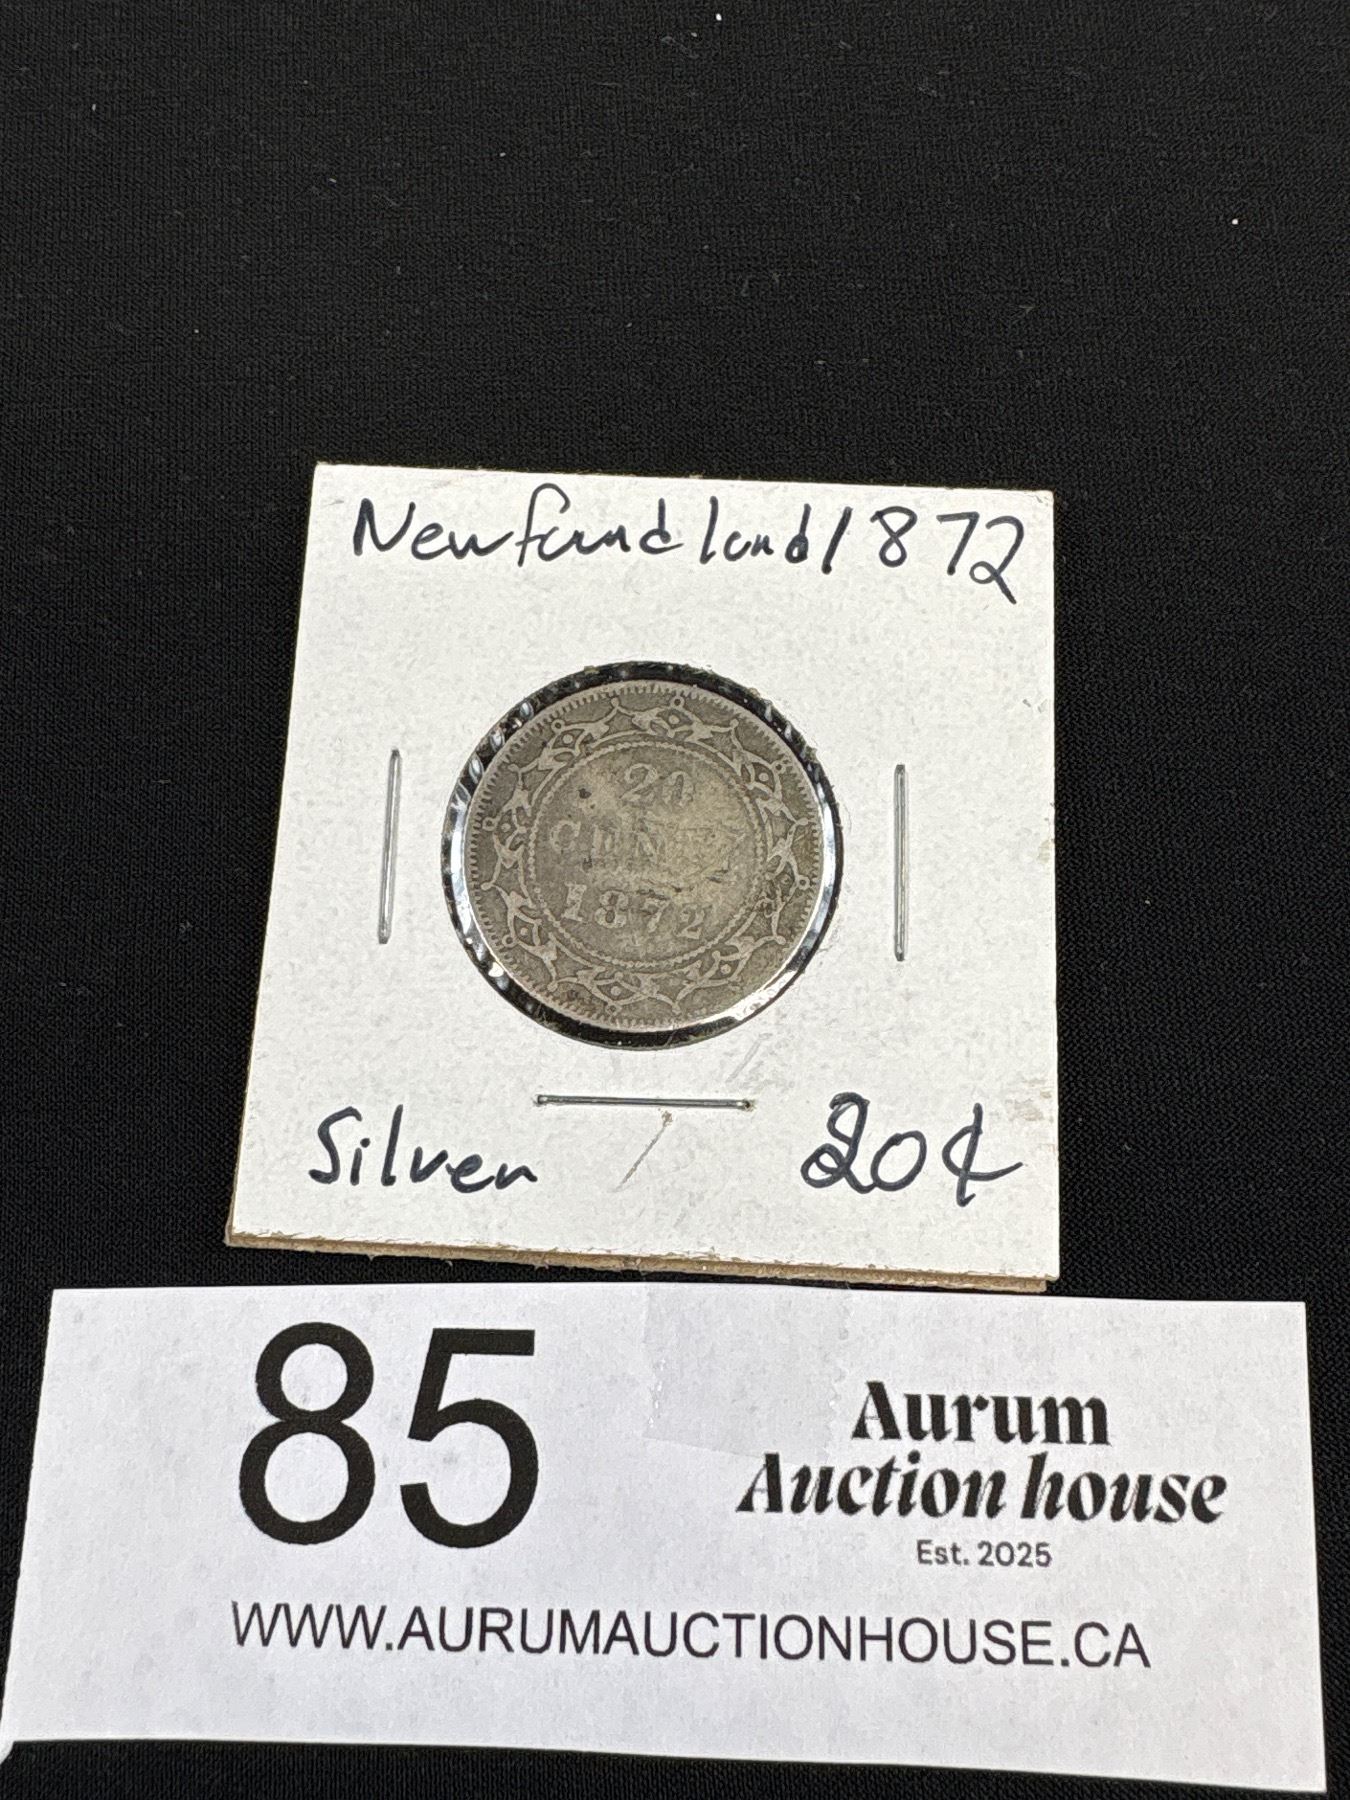 Newfoundland 1872
20
CENTS
1872
Silver
20¢
85
Aurum
Auction house
Est. 2025
WWW.AURUMAUCTIONHOUSE.CA